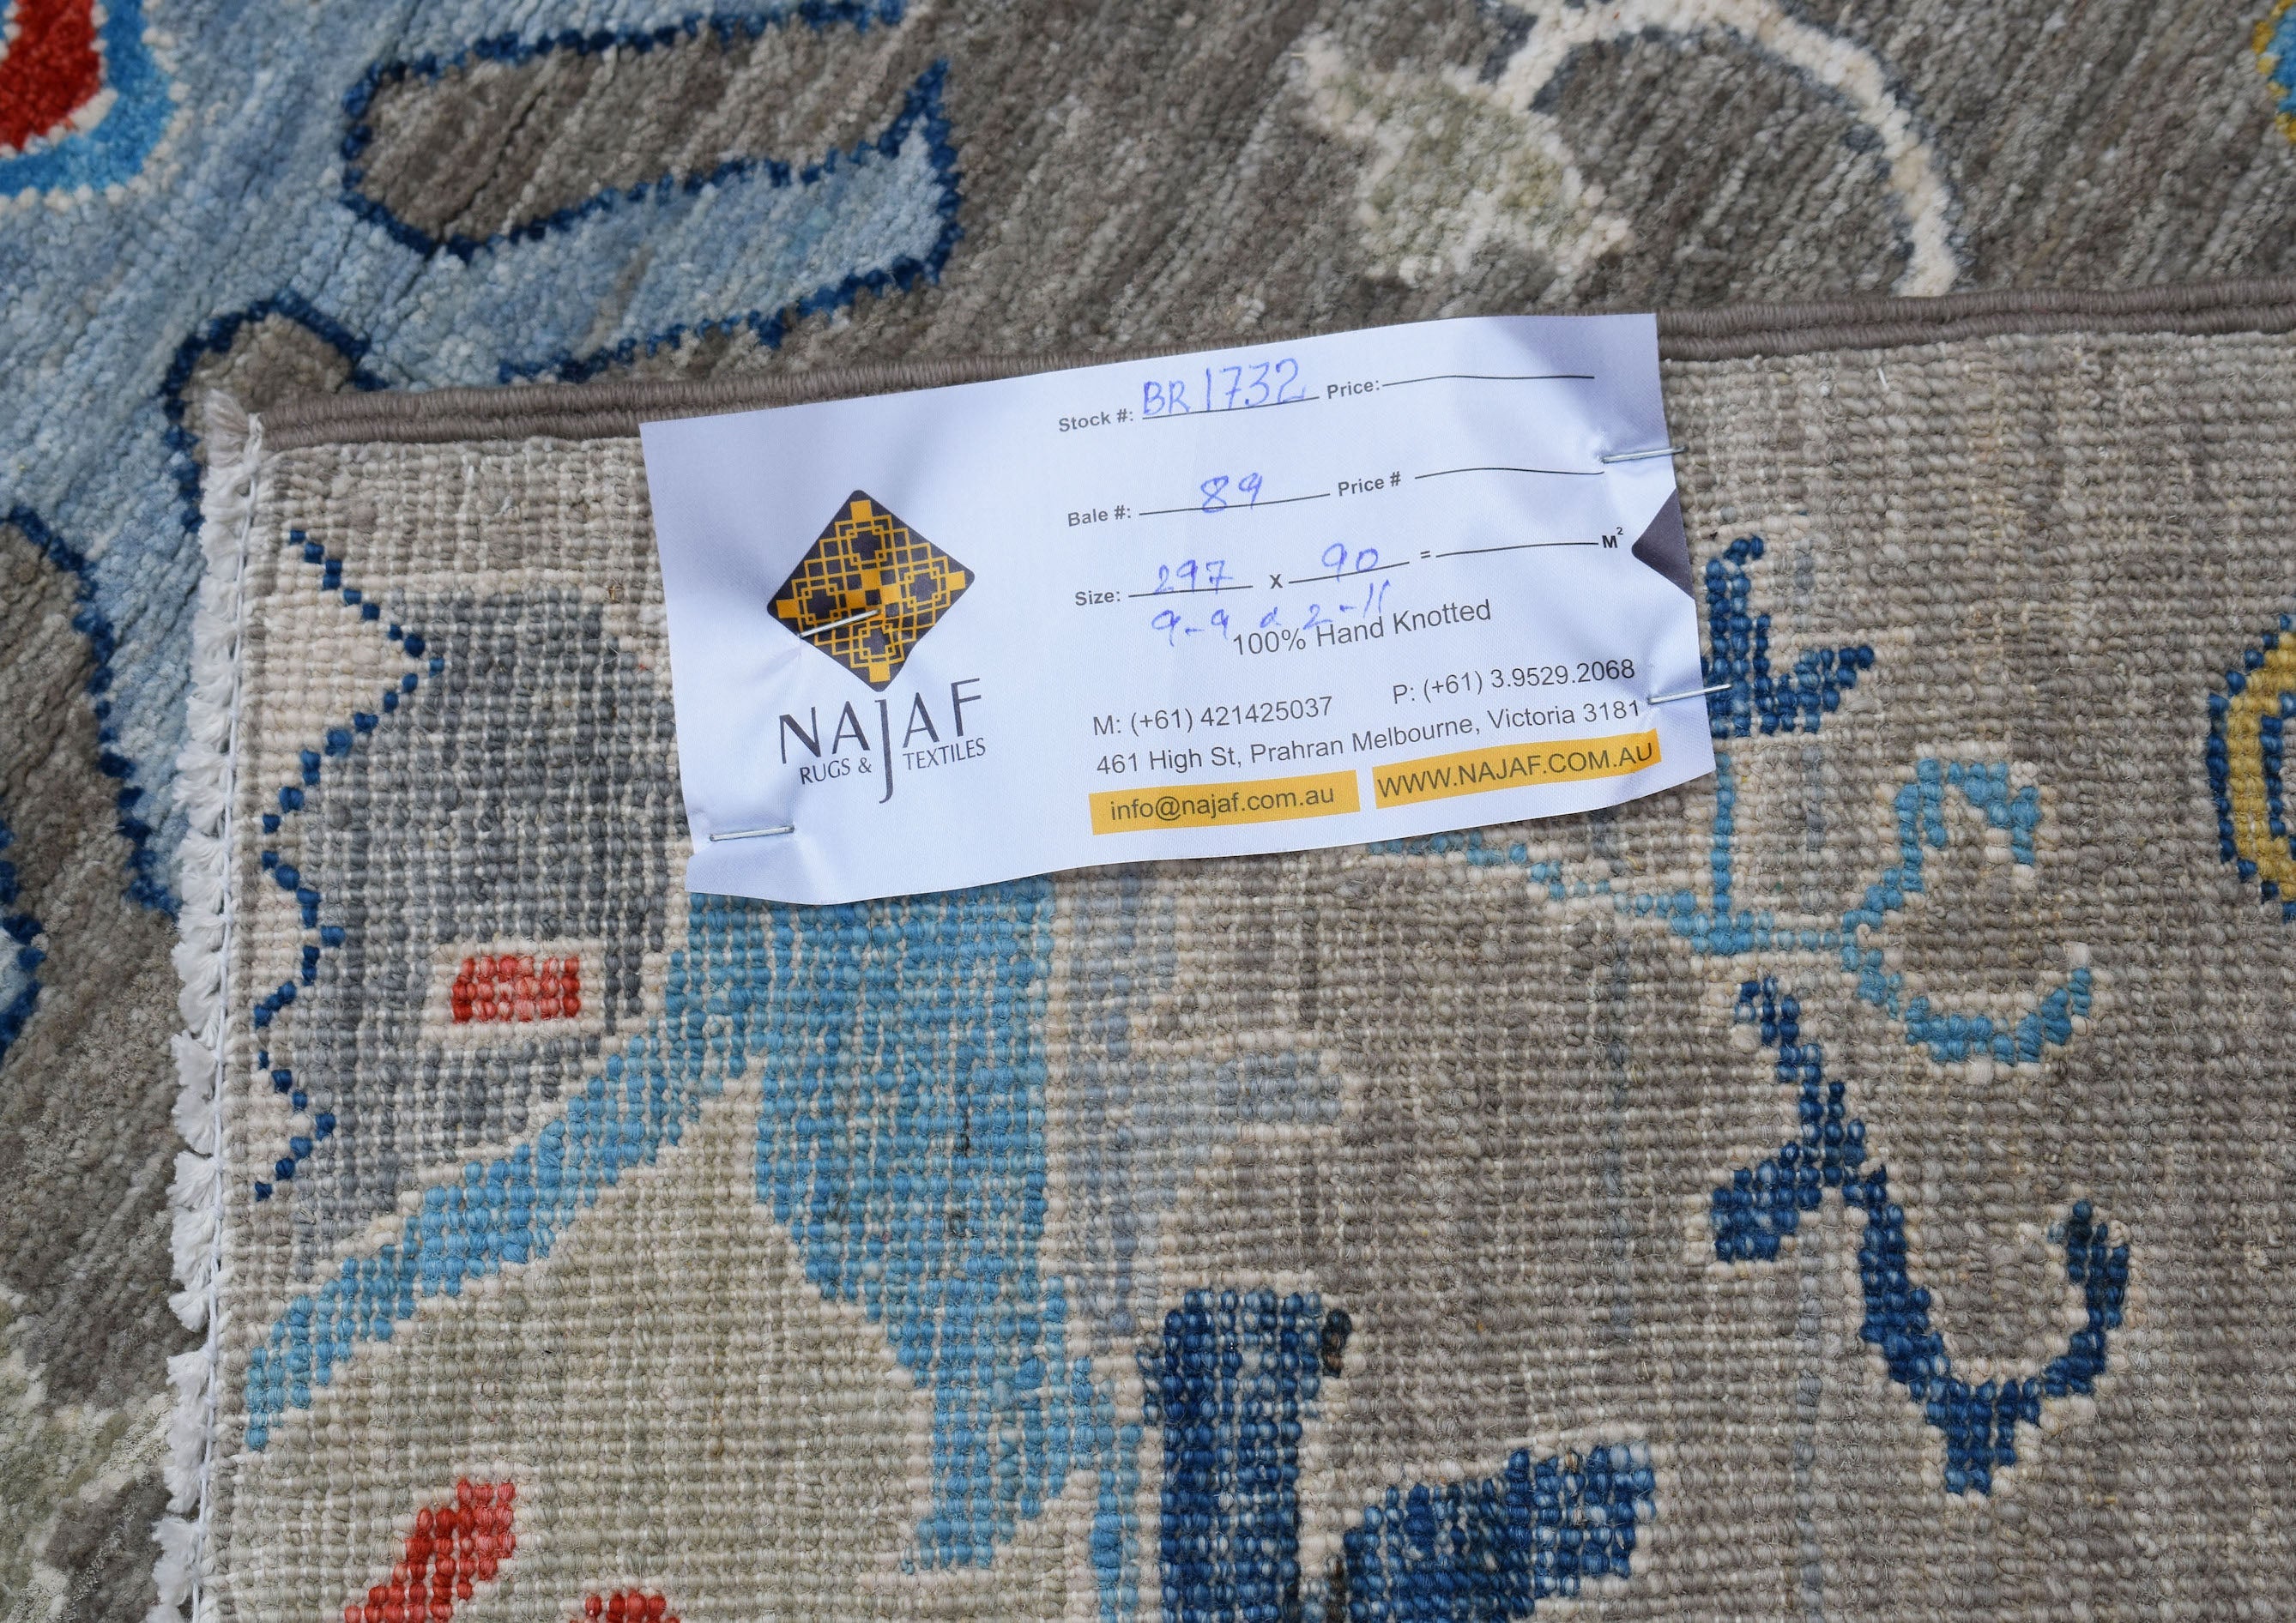 Stock #: BR1732 Price:
Bale #: 89 Price #
Size: 297 x 90 = M²
9-9 x 2-11
100% Hand Knotted
NAJAF
RUGS & TEXTILES
M: (+61) 421425037 P: (+61) 3.9529.2068
461 High St, Prahran Melbourne, Victoria 3181
info@najaf.com.au WWW.NAJAF.COM.AU